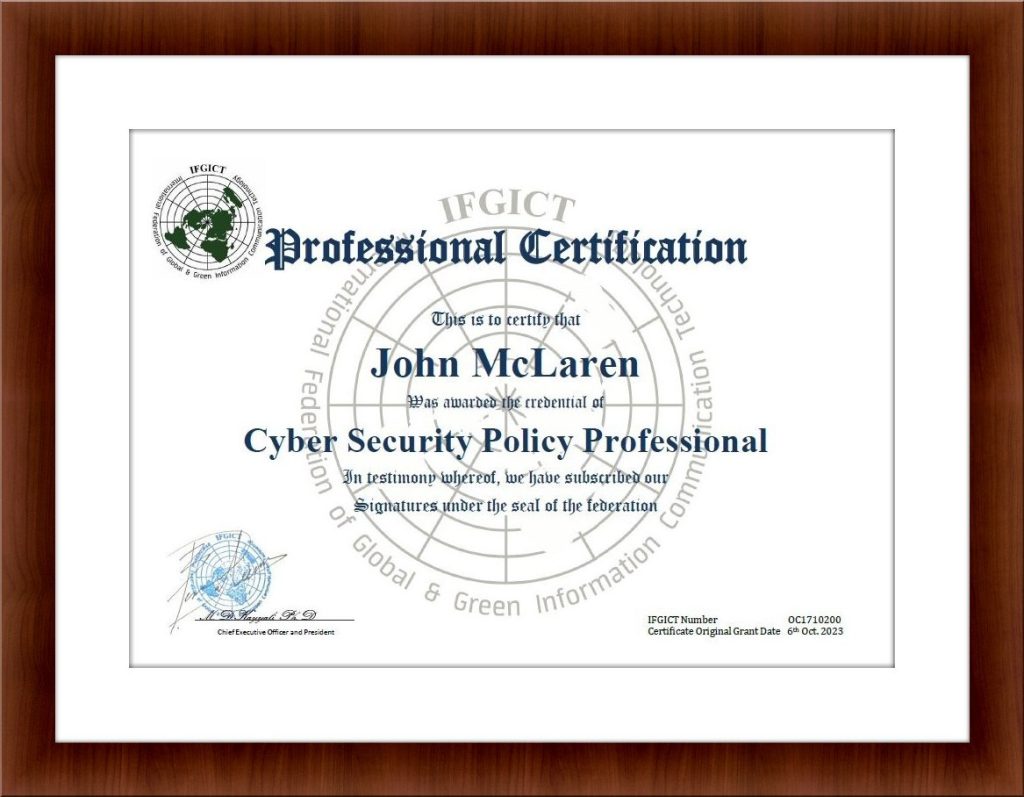 IFGICT
International Federation of Global & Green Information Communication Technology
IFGICT
International Federation of Global & Green Information Communication Technology
Professional Certification
This is to certify that
John McLaren
Was awarded the credential of
Cyber Security Policy Professional
In testimony whereof, we have subscribed our
Signatures under the seal of the federation
IFGICT
Chief Executive Officer and President
IFGICT Number OC1710200
Certificate Original Grant Date 6th Oct. 2023